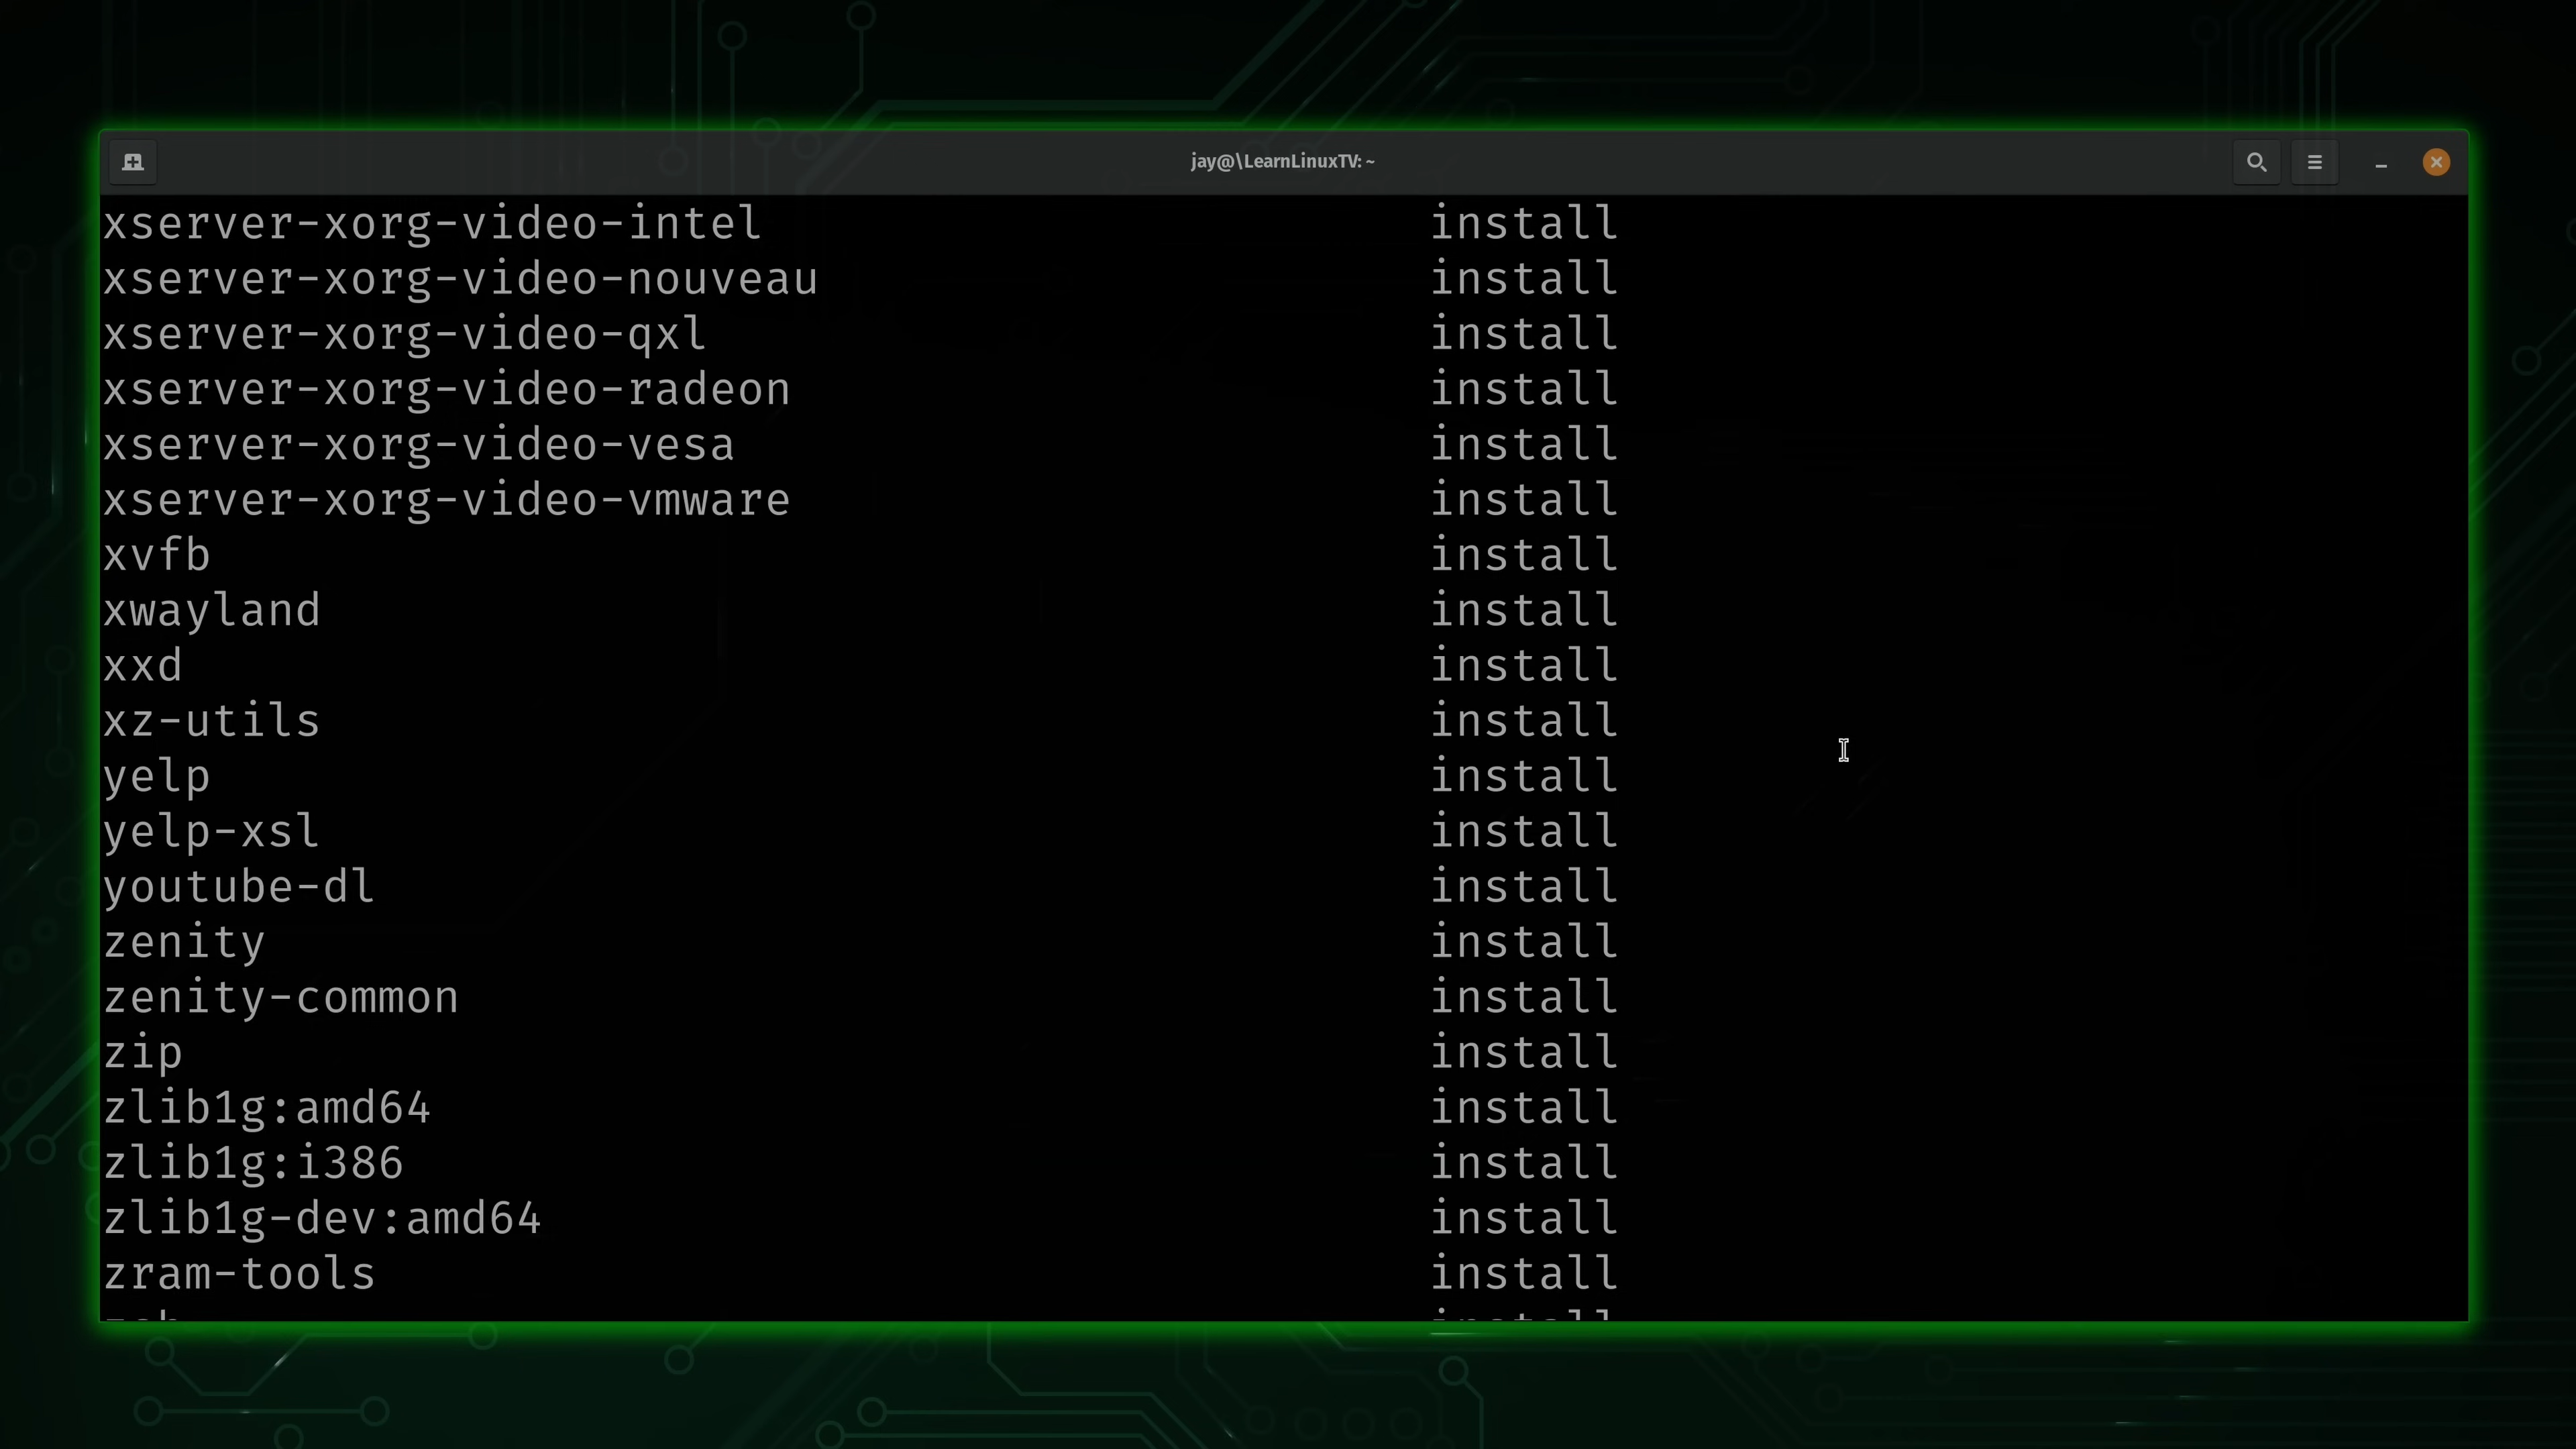 jay@\LearnLinuxTV: ~
xserver-xorg-video-intel install
xserver-xorg-video-nouveau install
xserver-xorg-video-qxl install
xserver-xorg-video-radeon install
xserver-xorg-video-vesa install
xserver-xorg-video-vmware install
xvfb install
xwayland install
xxd install
xz-utils install
yelp install
yelp-xsl install
youtube-dl install
zenity install
zenity-common install
zip install
zlib1g:amd64 install
zlib1g:i386 install
zlib1g-dev:amd64 install
zram-tools install